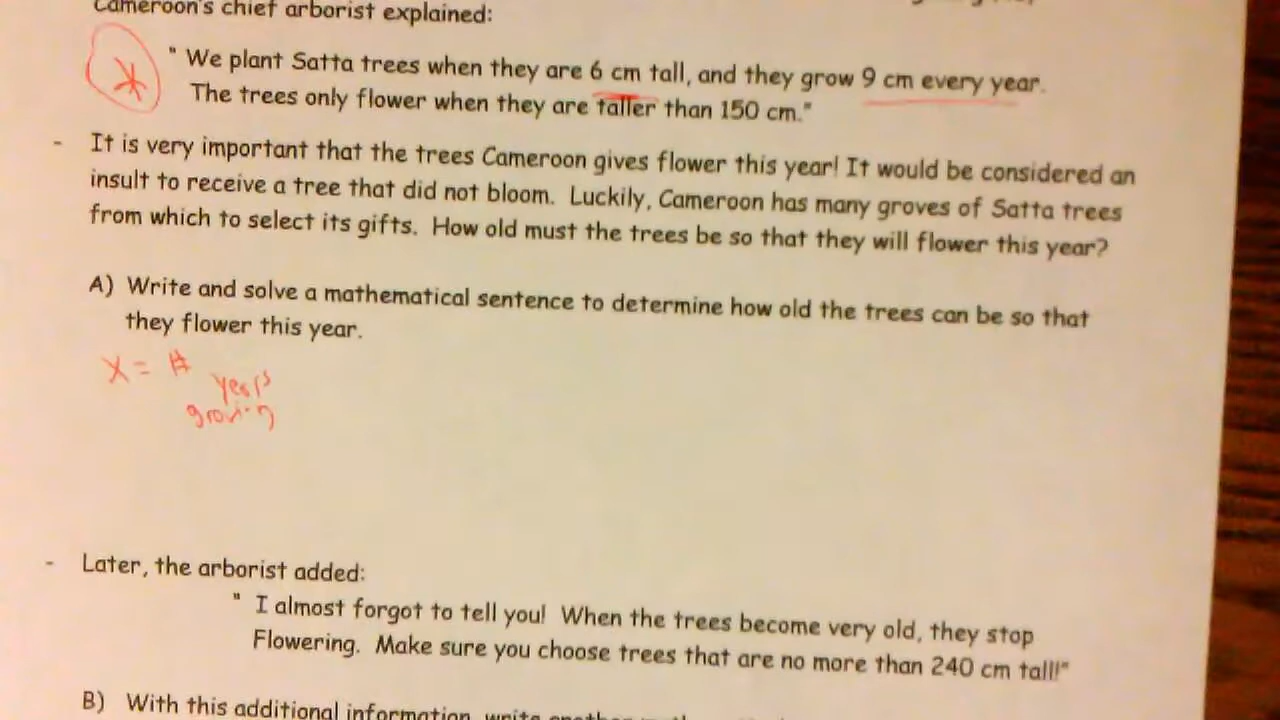 Cameroon's chief arborist explained:
" We plant Satta trees when they are 6 cm tall, and they grow 9 cm every year.
The trees only flower when they are taller than 150 cm."
- It is very important that the trees Cameroon gives flower this year! It would be considered an
insult to receive a tree that did not bloom. Luckily, Cameroon has many groves of Satta trees
from which to select its gifts. How old must the trees be so that they will flower this year?
A) Write and solve a mathematical sentence to determine how old the trees can be so that
they flower this year.
X = #
years
growing
- Later, the arborist added:
" I almost forgot to tell you! When the trees become very old, they stop
Flowering. Make sure you choose trees that are no more than 240 cm tall!"
B) With this additional information, write another